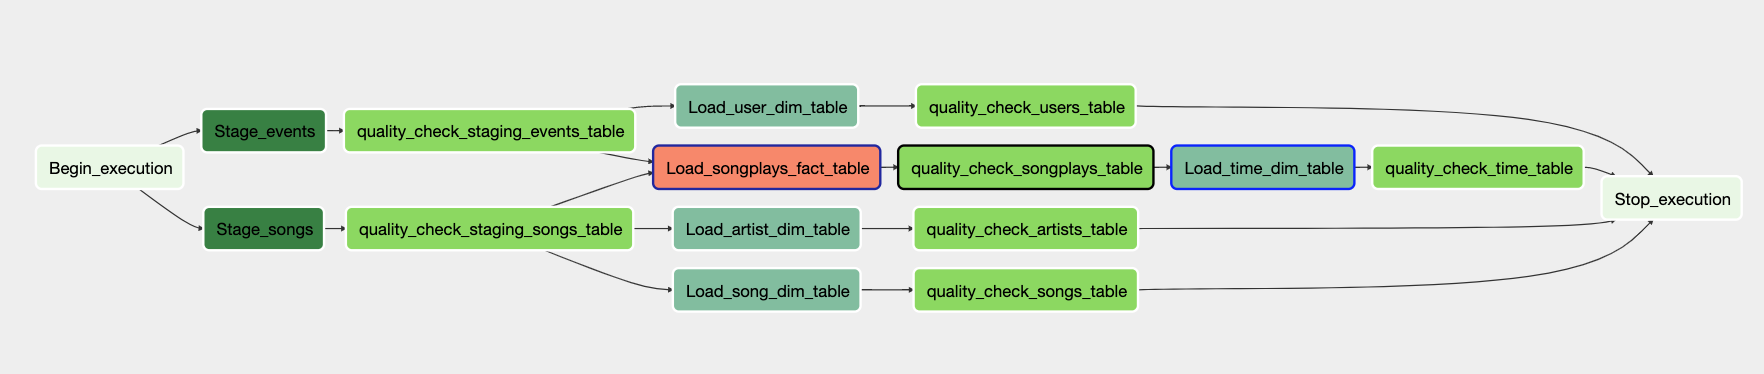 Begin_execution
Stage_events
quality_check_staging_events_table
Load_user_dim_table
quality_check_users_table
Load_songplays_fact_table
quality_check_songplays_table
Load_time_dim_table
quality_check_time_table
Stop_execution
Stage_songs
quality_check_staging_songs_table
Load_artist_dim_table
quality_check_artists_table
Load_song_dim_table
quality_check_songs_table